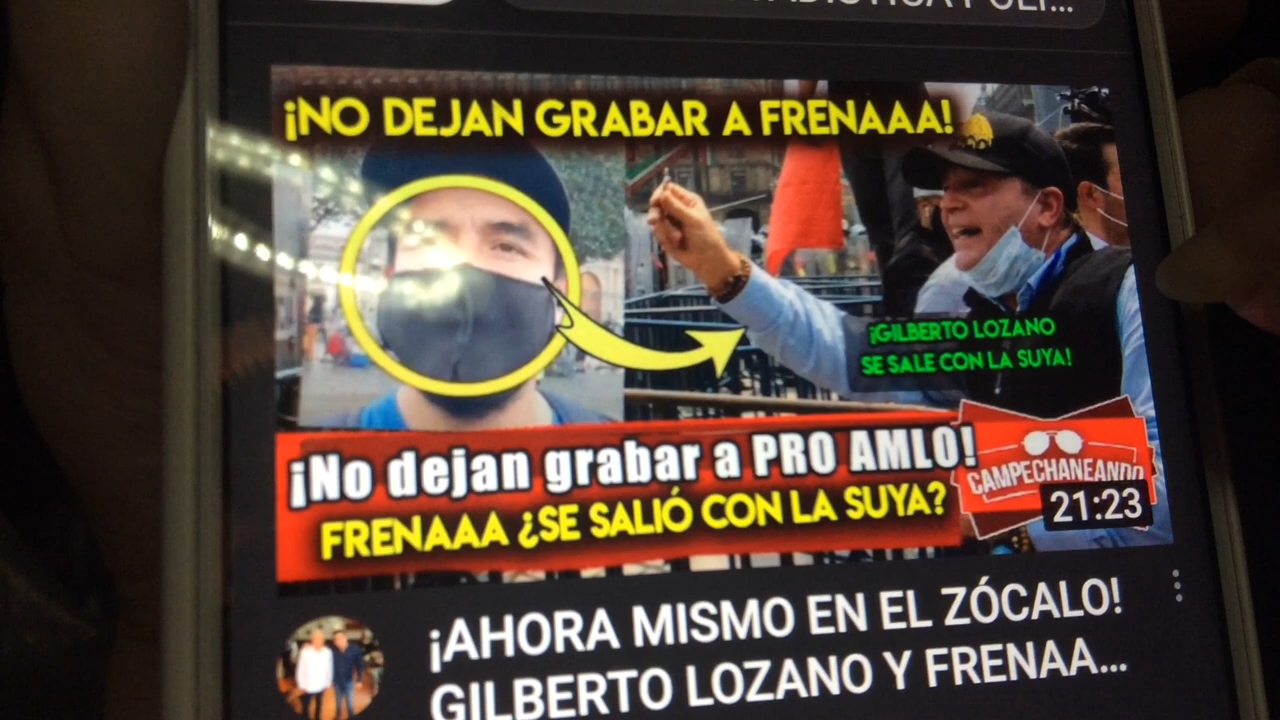 ¡NO DEJAN GRABAR A FRENAAA!
¡GILBERTO LOZANO
SE SALE CON LA SUYA!
¡No dejan grabar a PRO AMLO!
FRENAAA ¿SE SALIÓ CON LA SUYA?
CAMPECHANEANDO
21:23
¡AHORA MISMO EN EL ZÓCALO!
GILBERTO LOZANO Y FRENAA...